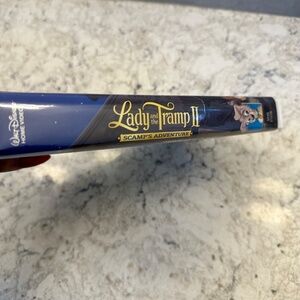 WALT DISNEY
HOME VIDEO
Lady and the Tramp II
SCAMP'S ADVENTURE